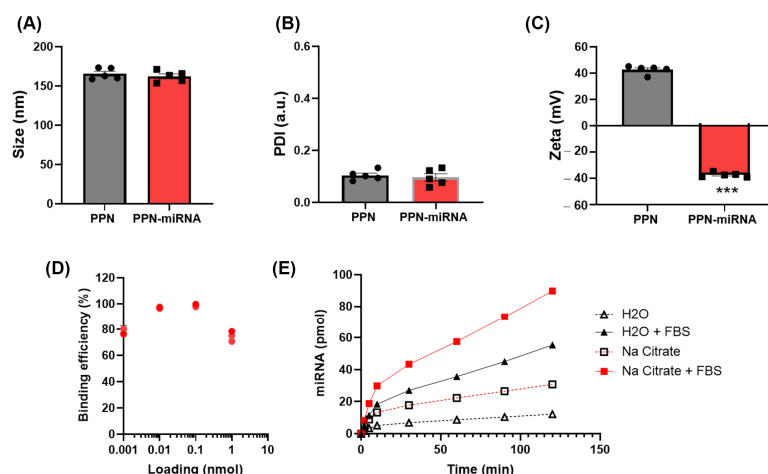 (A)
Size (nm)
200
150
100
50
0
PPN
PPN-miRNA
(B)
PDI (a.u.)
0.6
0.4
0.2
0.0
PPN
PPN-miRNA
(C)
Zeta (mV)
60
40
20
0
_ 20
_ 40
_ 60
***
PPN
PPN-miRNA
(D)
Binding efficiency (%)
120
100
80
60
40
20
0
0.001
0.01
0.1
1
10
Loading (nmol)
(E)
miRNA (pmol)
100
80
60
40
20
0
0
50
100
150
Time (min)
H2O
H2O + FBS
Na Citrate
Na Citrate + FBS